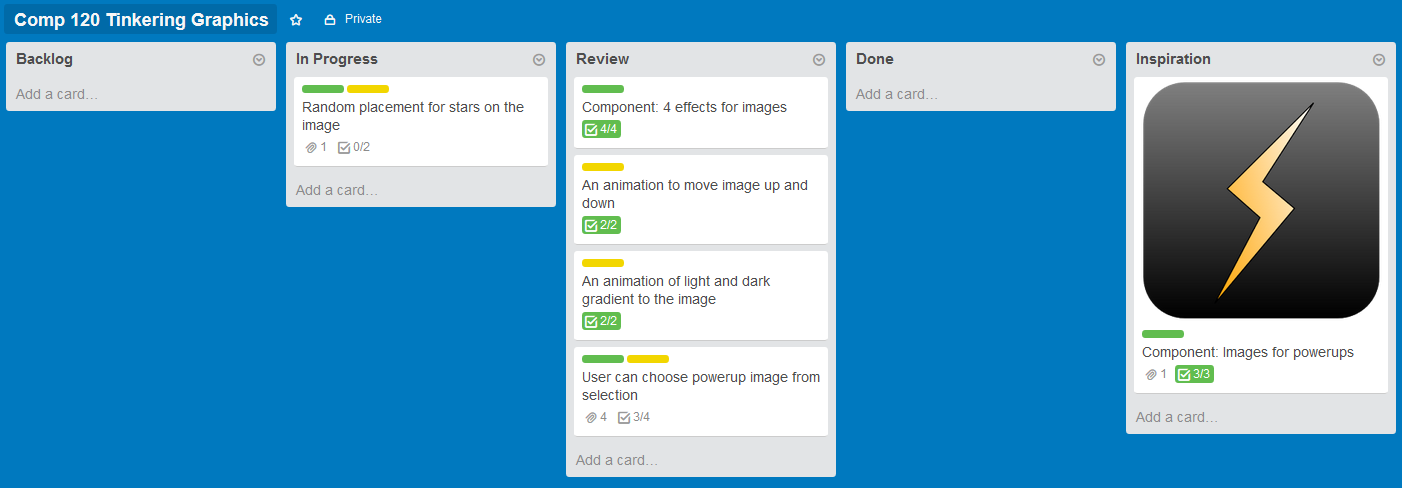 Comp 120 Tinkering Graphics
Private
Backlog
Add a card…
In Progress
Random placement for stars on the
image
1 0/2
Add a card…
Review
Component: 4 effects for images
4/4
An animation to move image up and
down
2/2
An animation of light and dark
gradient to the image
2/2
User can choose powerup image from
selection
4 3/4
Add a card…
Done
Add a card…
Inspiration
Component: Images for powerups
1 3/3
Add a card…